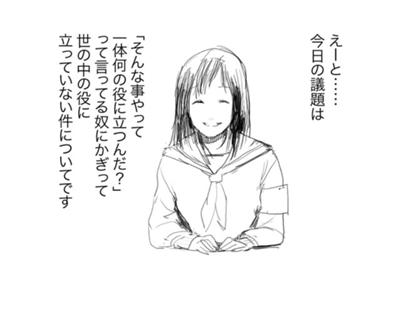 えーと……
今日の議題は
「そんな事やって
一体何の役に立つんだ?」
って言ってる奴にかぎって
世の中の役に
立っていない件についてです